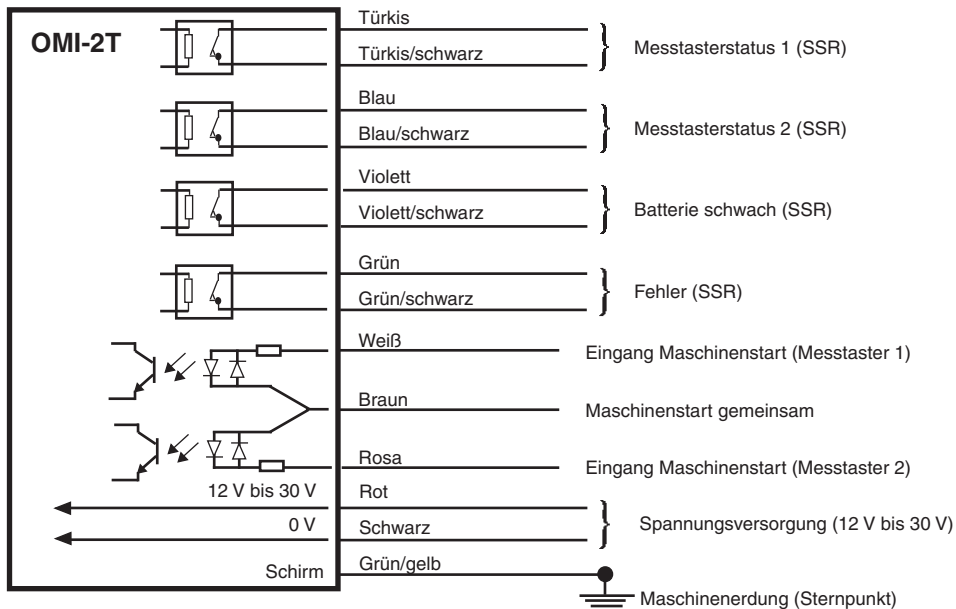 OMI-2T
Türkis
Türkis/schwarz
Messtasterstatus 1 (SSR)
Blau
Blau/schwarz
Messtasterstatus 2 (SSR)
Violett
Violett/schwarz
Batterie schwach (SSR)
Grün
Grün/schwarz
Fehler (SSR)
Weiß
Eingang Maschinenstart (Messtaster 1)
Braun
Maschinenstart gemeinsam
Rosa
Eingang Maschinenstart (Messtaster 2)
12 V bis 30 V
Rot
0 V
Schwarz
Spannungsversorgung (12 V bis 30 V)
Schirm
Grün/gelb
Maschinenerdung (Sternpunkt)